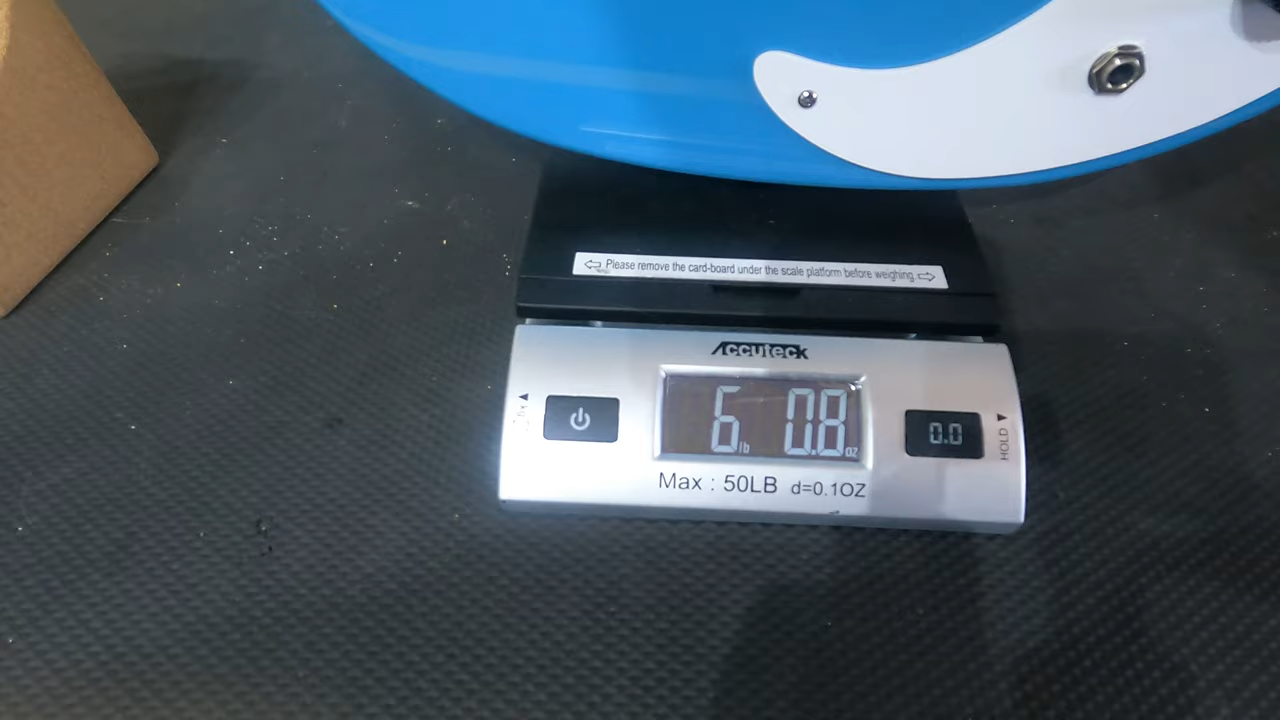 ⇦ Please remove the card-board under the scale platform before weighing ⇨
Accuteck
6 lb 0.8 oz
0.0
HOLD ▲
Max : 50LB d=0.1OZ